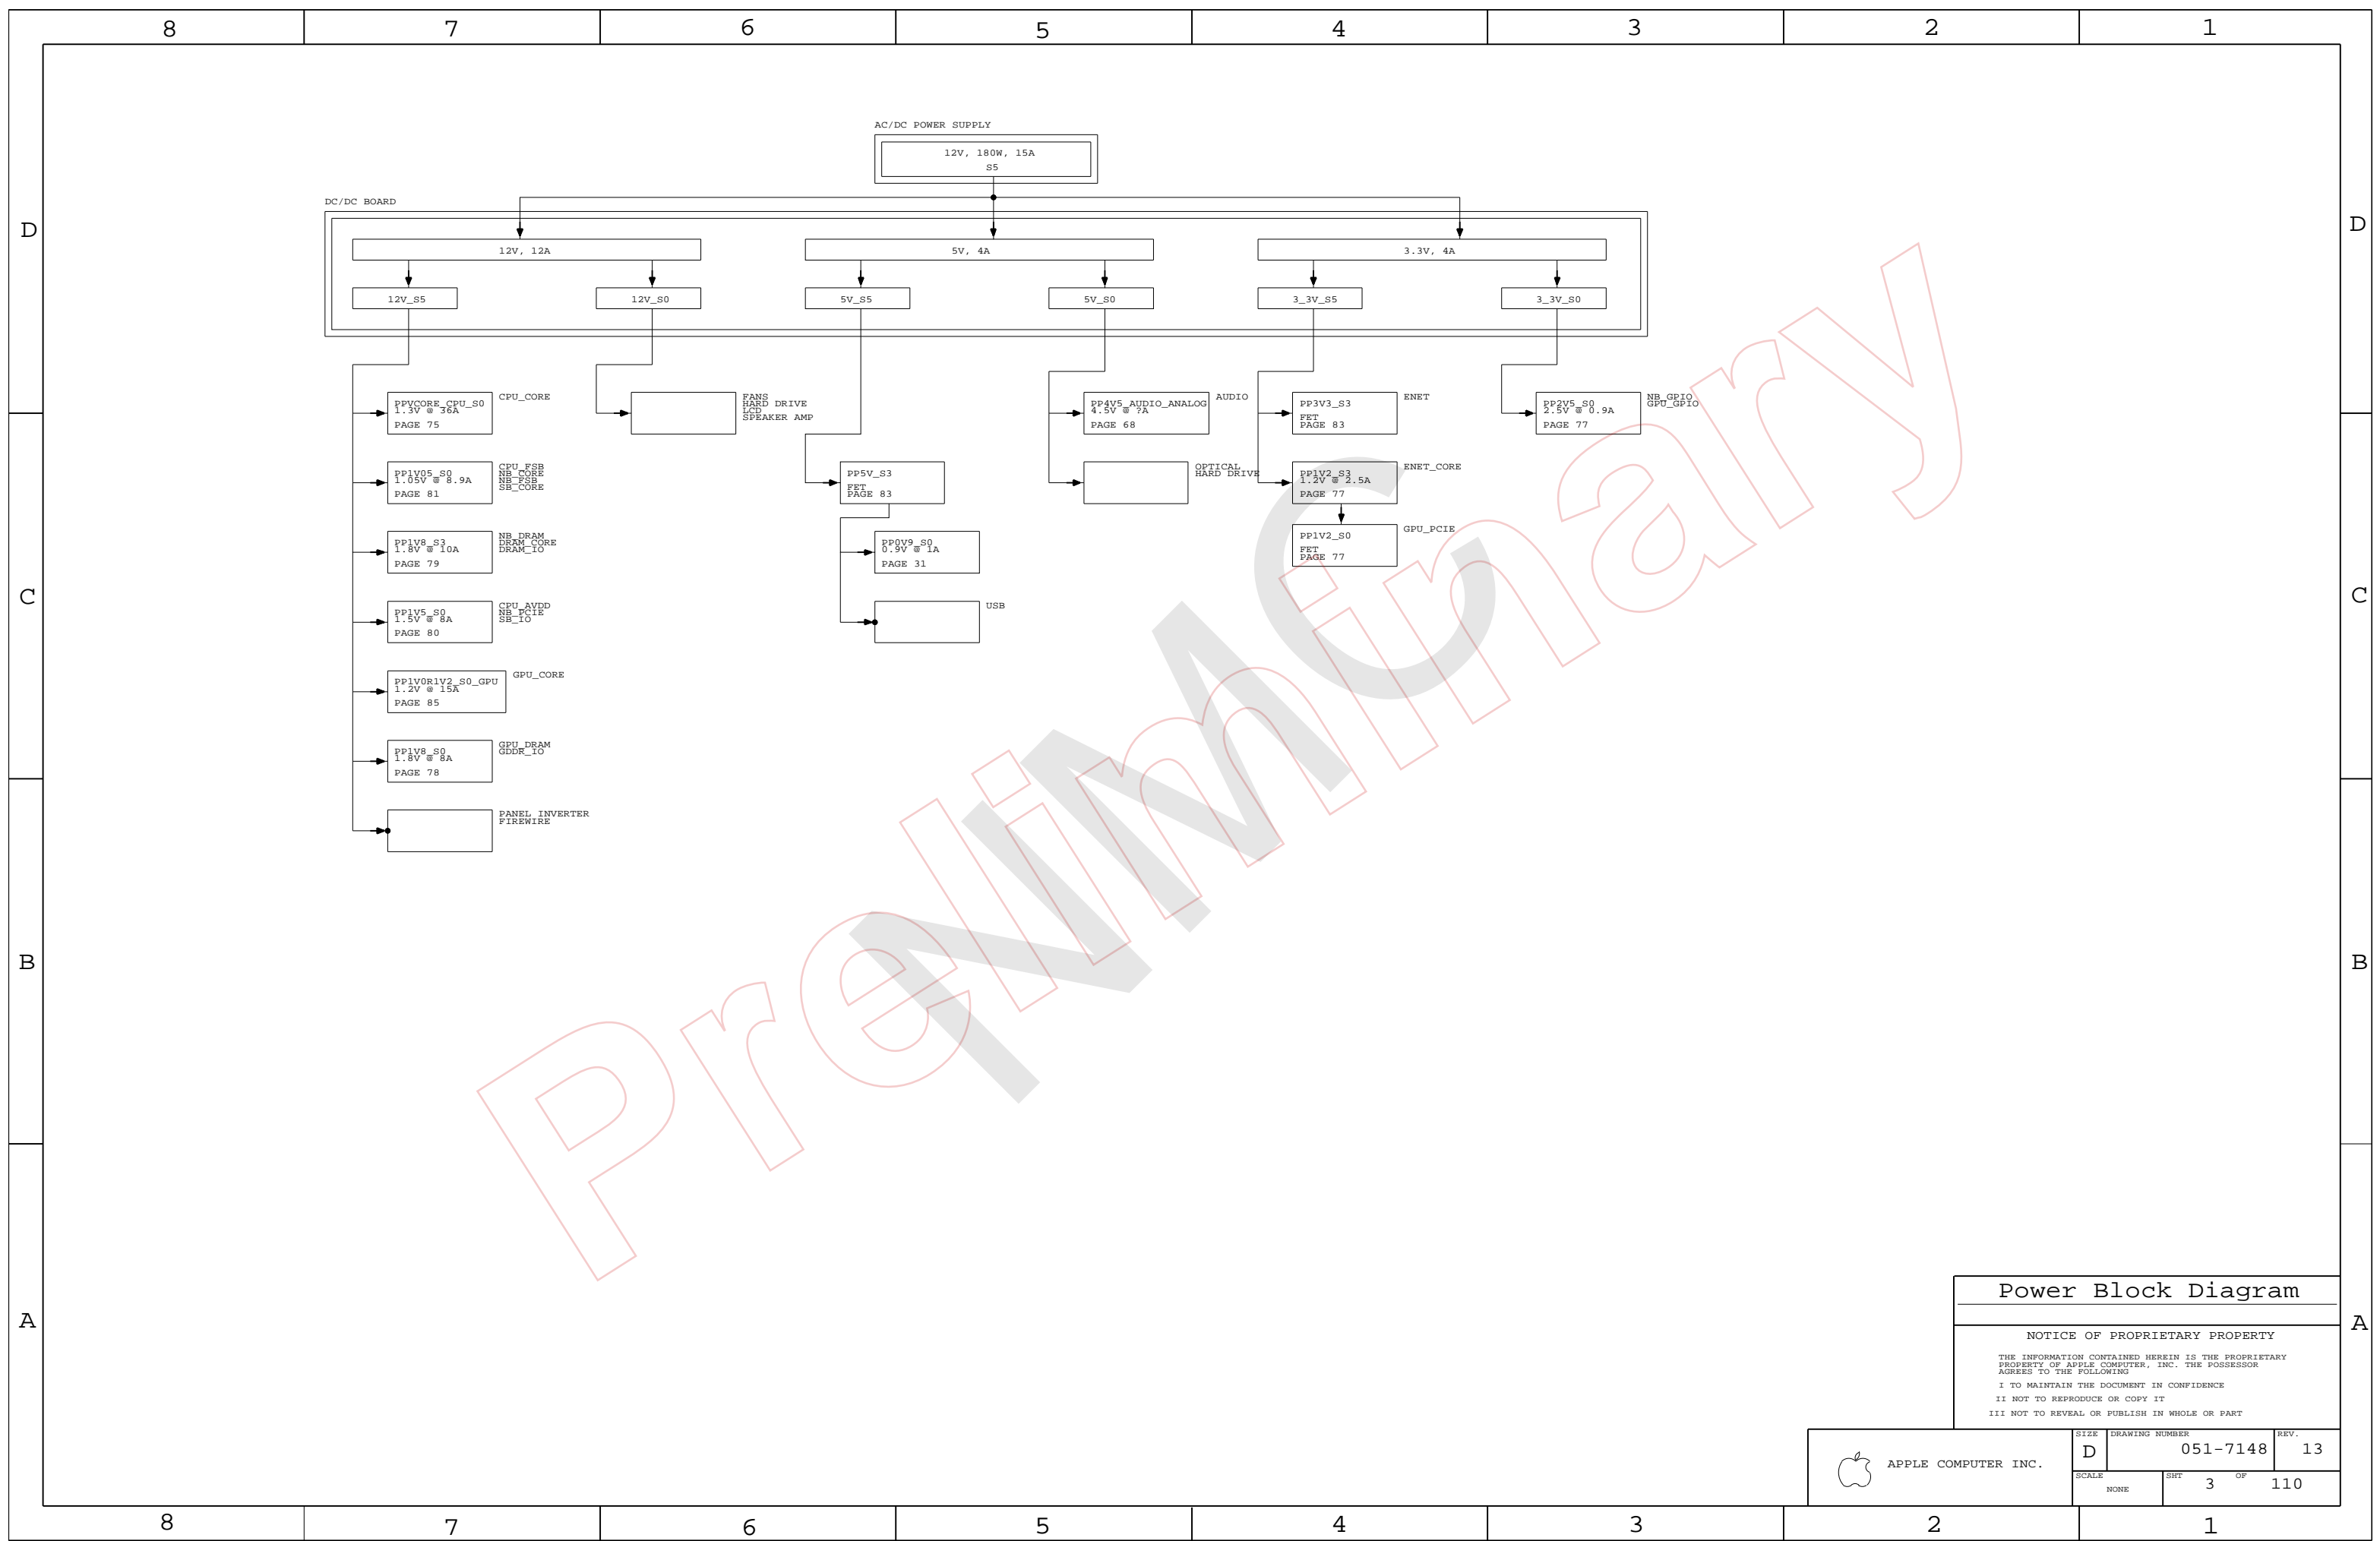 8 7 6 5 4 3 2 1
AC/DC POWER SUPPLY
12V, 180W, 15A
S5
DC/DC BOARD
D
D
12V, 12A
5V, 4A
3.3V, 4A
12V_S5
12V_S0
5V_S5
5V_S0
3_3V_S5
3_3V_S0
PPVCORE_CPU_S0
1.3V @ 36A
PAGE 75
CPU_CORE
PP1V05_S0
1.05V @ 8.9A
PAGE 81
CPU_FSB
NB_CORE
NB_FSB
SB_CORE
PP1V8_S3
1.8V @ 10A
PAGE 79
NB_DRAM
DRAM_CORE
DRAM_IO
PP1V5_S0
1.5V @ 8A
PAGE 80
CPU_AVDD
NB_PCIE
SB_IO
PP1V0R1V2_S0_GPU
1.2V @ 15A
PAGE 85
GPU_CORE
PP1V8_S0
1.8V @ 8A
PAGE 78
GPU_DRAM
GDDR_IO
PANEL INVERTER
FIREWIRE
FANS
HARD DRIVE
LCD
SPEAKER AMP
PP5V_S3
FET
PAGE 83
PP0V9_S0
0.9V @ 1A
PAGE 31
USB
PP4V5_AUDIO_ANALOG
4.5V @ ?A
PAGE 68
AUDIO
OPTICAL
HARD DRIVE
PP3V3_S3
FET
PAGE 83
ENET
PP1V2_S3
1.2V @ 2.5A
PAGE 77
ENET_CORE
PP1V2_S0
FET
PAGE 77
GPU_PCIE
PP2V5_S0
2.5V @ 0.9A
PAGE 77
NB_GPIO
GPU_GPIO
C
C
B
B
A
A
Preliminary
NMC
Power Block Diagram
NOTICE OF PROPRIETARY PROPERTY
THE INFORMATION CONTAINED HEREIN IS THE PROPRIETARY
PROPERTY OF APPLE COMPUTER, INC. THE POSSESSOR
AGREES TO THE FOLLOWING
I TO MAINTAIN THE DOCUMENT IN CONFIDENCE
II NOT TO REPRODUCE OR COPY IT
III NOT TO REVEAL OR PUBLISH IN WHOLE OR PART
APPLE COMPUTER INC.
SIZE
D
DRAWING NUMBER
051-7148
REV.
13
SCALE
NONE
SHT
3
OF
110
8 7 6 5 4 3 2 1